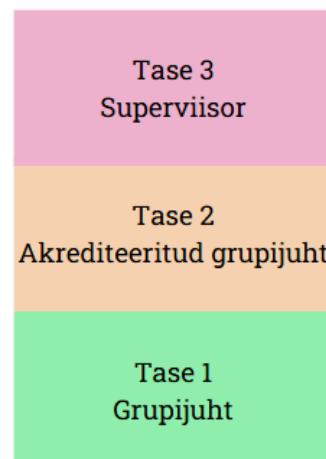 Tase 3
Superviisor
Tase 2
Akrediteeritud grupijuht
Tase 1
Grupijuht